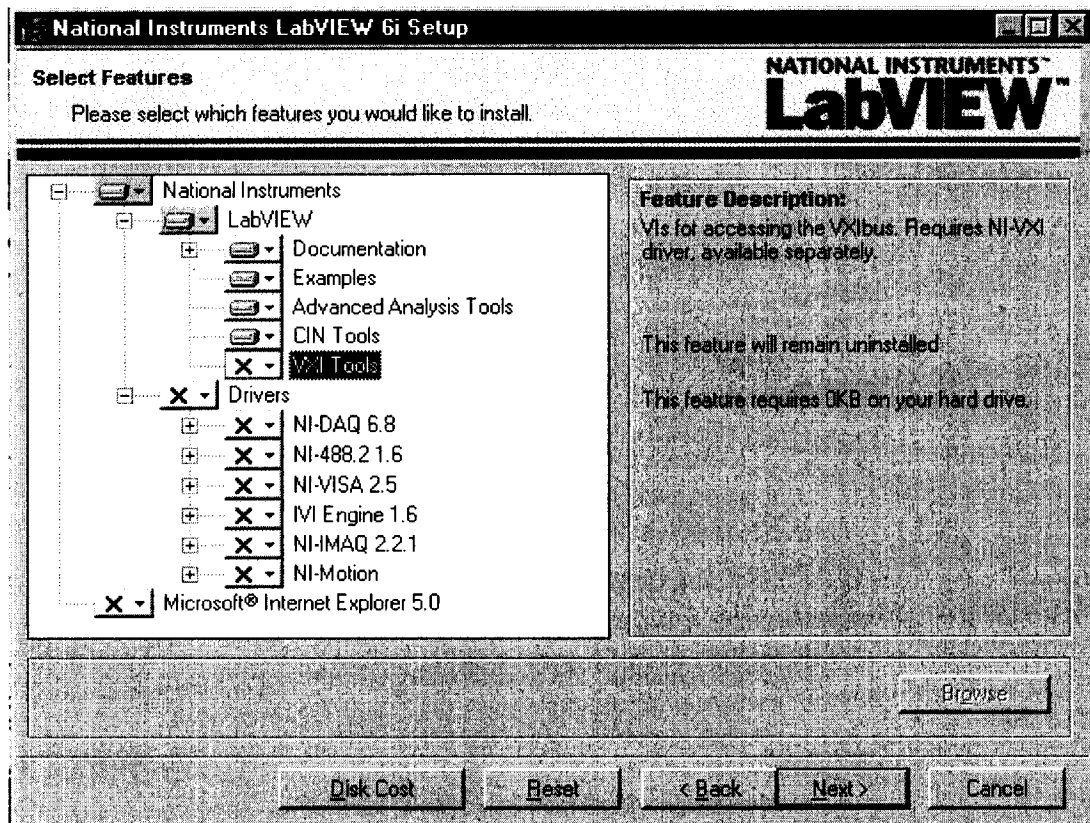 National Instruments LabVIEW 6i Setup
Select Features
Please select which features you would like to install.
NATIONAL INSTRUMENTS™
LabVIEW™
National Instruments
LabVIEW
Documentation
Examples
Advanced Analysis Tools
CIN Tools
VXI Tools
Drivers
NI-DAQ 6.8
NI-488.2 1.6
NI-VISA 2.5
IVI Engine 1.6
NI-IMAQ 2.2.1
NI-Motion
Microsoft® Internet Explorer 5.0
Feature Description:
VIs for accessing the VXIbus. Requires NI-VXI
driver, available separately.
This feature will remain uninstalled
This feature requires 0KB on your hard drive.
Browse
Disk Cost
Reset
< Back
Next >
Cancel